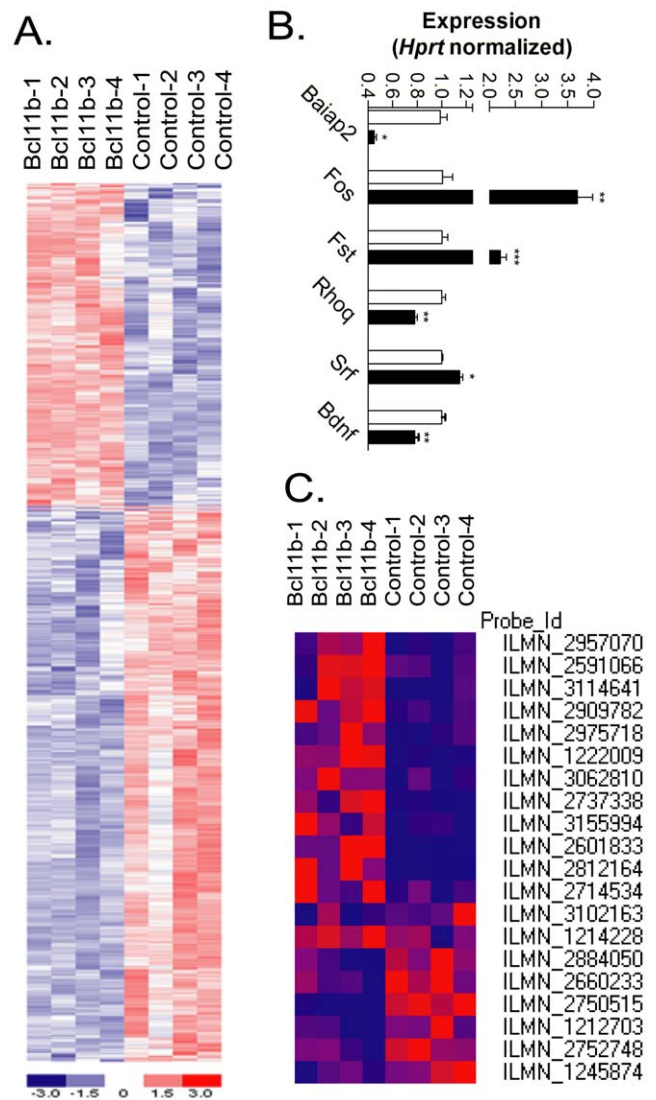 A.
Bcl11b-1
Bcl11b-2
Bcl11b-3
Bcl11b-4
Control-1
Control-2
Control-3
Control-4
-3.0 -1.5 0 1.5 3.0
B.
Expression
(Hprt normalized)
0.4 0.6 0.8 1.0 1.2 2.0 2.5 3.0 3.5 4.0
Baiap2
*
Fos
**
Fst
***
Rhoq
**
Srf
*
Bdnf
**
C.
Bcl11b-1
Bcl11b-2
Bcl11b-3
Bcl11b-4
Control-1
Control-2
Control-3
Control-4
Probe_Id
ILMN_2957070
ILMN_2591066
ILMN_3114641
ILMN_2909782
ILMN_2975718
ILMN_1222009
ILMN_3062810
ILMN_2737338
ILMN_3155994
ILMN_2601833
ILMN_2812164
ILMN_2714534
ILMN_3102163
ILMN_1214228
ILMN_2884050
ILMN_2660233
ILMN_2750515
ILMN_1212703
ILMN_2752748
ILMN_1245874